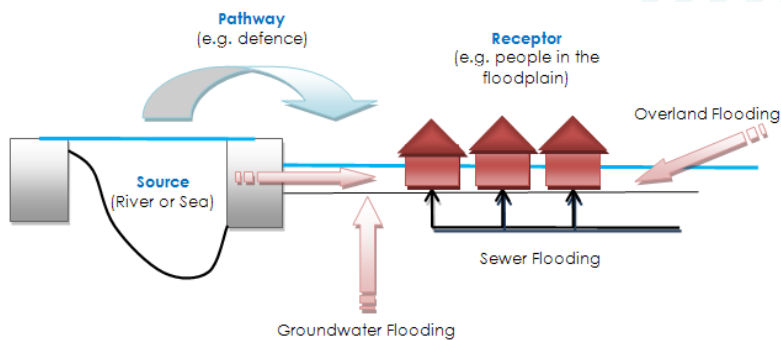 Pathway
(e.g. defence)
Receptor
(e.g. people in the
floodplain)
Overland Flooding
Source
(River or Sea)
Sewer Flooding
Groundwater Flooding